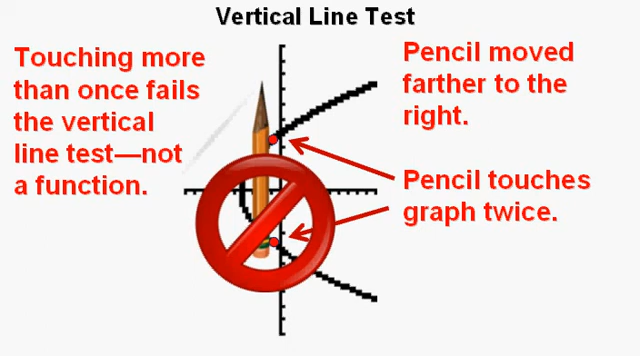 Vertical Line Test
Touching more
than once fails
the vertical
line test—not
a function.
Pencil moved
farther to the
right.
Pencil touches
graph twice.